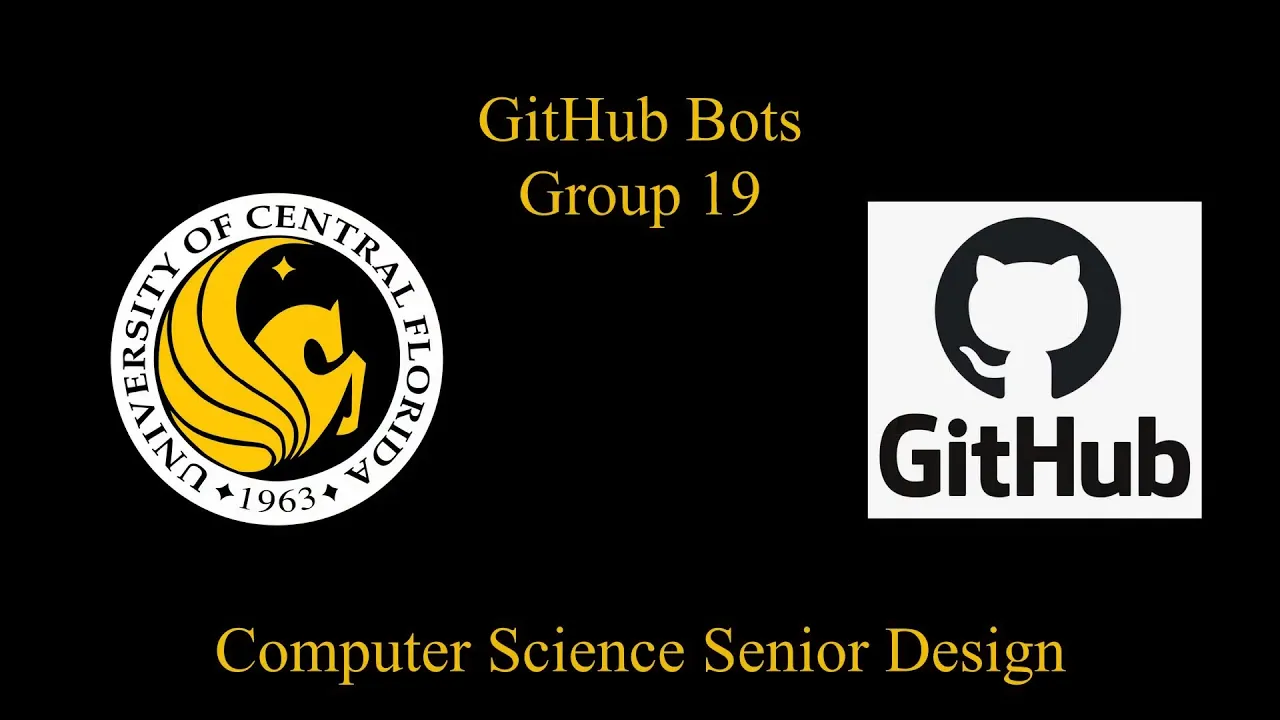 GitHub Bots
Group 19
UNIVERSITY OF CENTRAL FLORIDA
1963
GitHub
Computer Science Senior Design